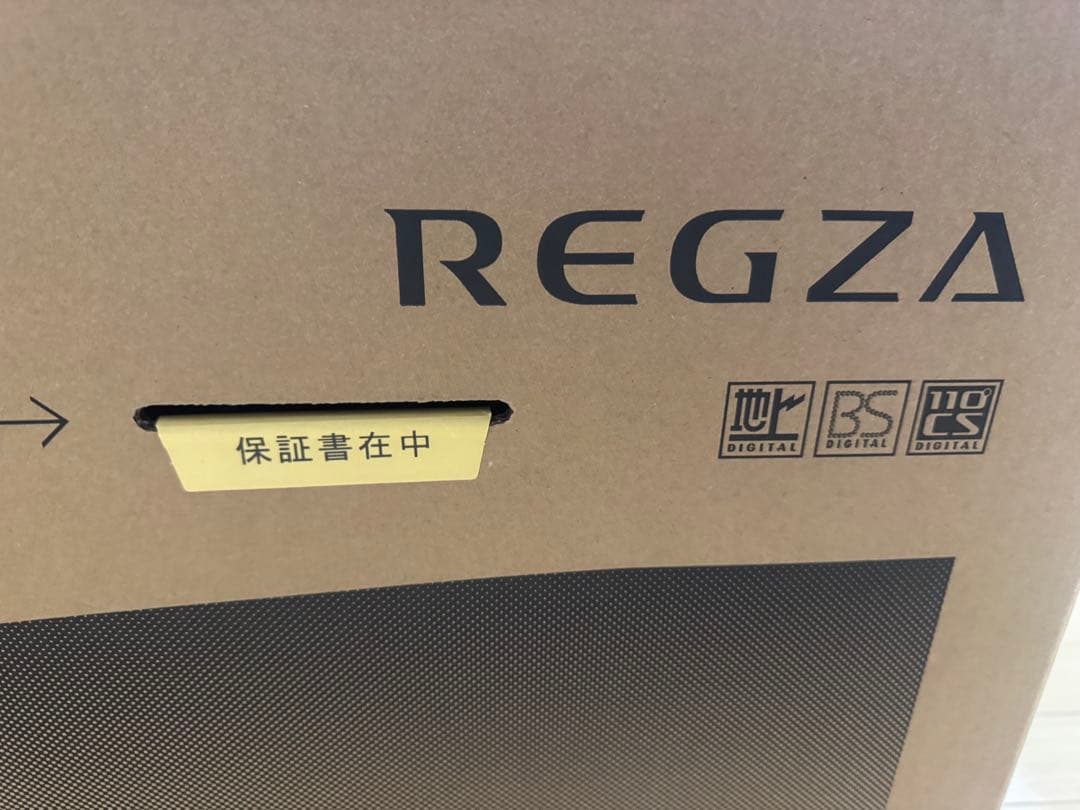 REGZA
保証書在中
地上 DIGITAL
BS DIGITAL
110°CS DIGITAL